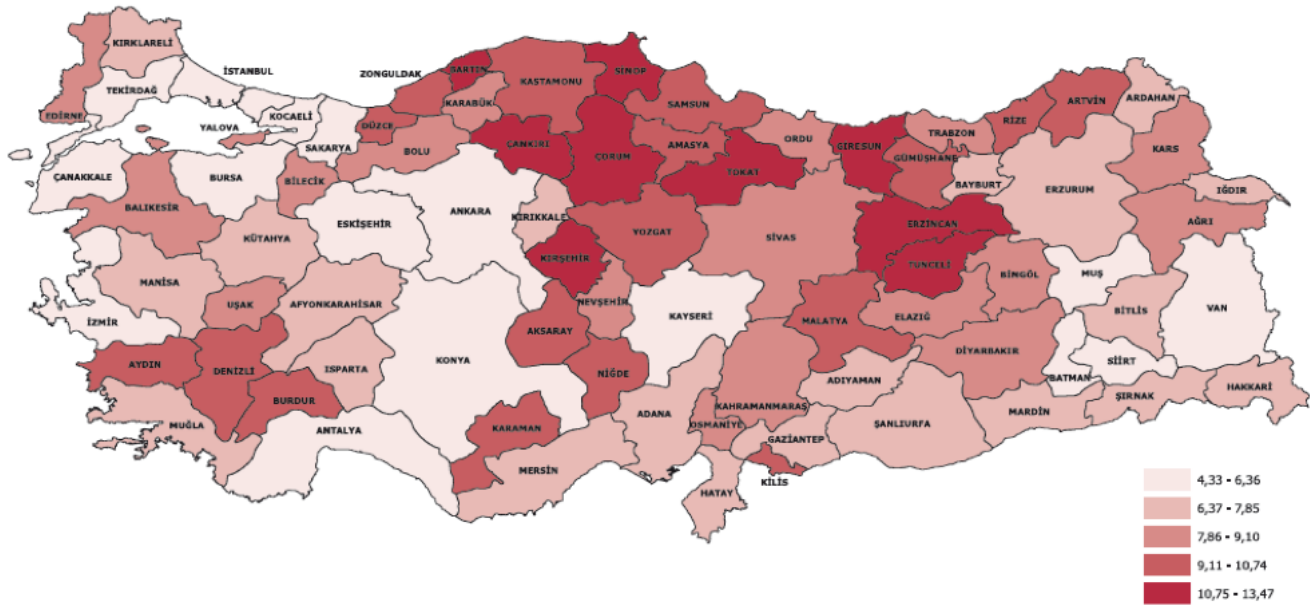 KIRKLARELİ
İSTANBUL
TEKİRDAĞ
EDİRNE
KOCAELİ
YALOVA
SAKARYA
ZONGULDAK
BARTIN
KASTAMONU
SİNOP
KARABÜK
SAMSUN
DÜZCE
BOLU
ÇANKIRI
ÇORUM
AMASYA
ORDU
TOKAT
GİRESUN
TRABZON
RİZE
ARTVİN
ARDAHAN
GÜMÜŞHANE
KARS
BAYBURT
ERZURUM
IĞDIR
ÇANAKKALE
BURSA
BİLECİK
BALIKESİR
ESKİŞEHİR
ANKARA
KIRIKKALE
YOZGAT
SİVAS
ERZİNCAN
AĞRI
KÜTAHYA
KIRŞEHİR
TUNCELİ
BİNGÖL
MUŞ
MANİSA
UŞAK
AFYONKARAHİSAR
NEVŞEHİR
KAYSERİ
MALATYA
ELAZIĞ
BİTLİS
VAN
İZMİR
AKSARAY
KONYA
DİYARBAKIR
SİİRT
AYDIN
DENİZLİ
ISPARTA
NİĞDE
ADIYAMAN
BATMAN
BURDUR
KAHRAMANMARAŞ
ŞIRNAK
HAKKARİ
ADANA
MARDİN
MUĞLA
ANTALYA
KARAMAN
OSMANİYE
ŞANLIURFA
GAZİANTEP
MERSİN
KİLİS
HATAY
4,33 - 6,36
6,37 - 7,85
7,86 - 9,10
9,11 - 10,74
10,75 - 13,47